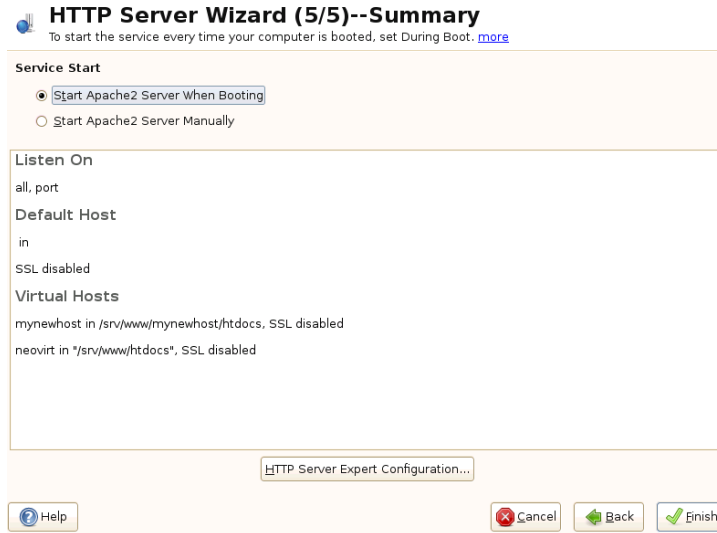 HTTP Server Wizard (5/5)--Summary
To start the service every time your computer is booted, set During Boot. more
Service Start
Start Apache2 Server When Booting
Start Apache2 Server Manually
Listen On
all, port
Default Host
in
SSL disabled
Virtual Hosts
mynewhost in /srv/www/mynewhost/htdocs, SSL disabled
neovirt in "/srv/www/htdocs", SSL disabled
HTTP Server Expert Configuration...
Help Cancel Back Finish